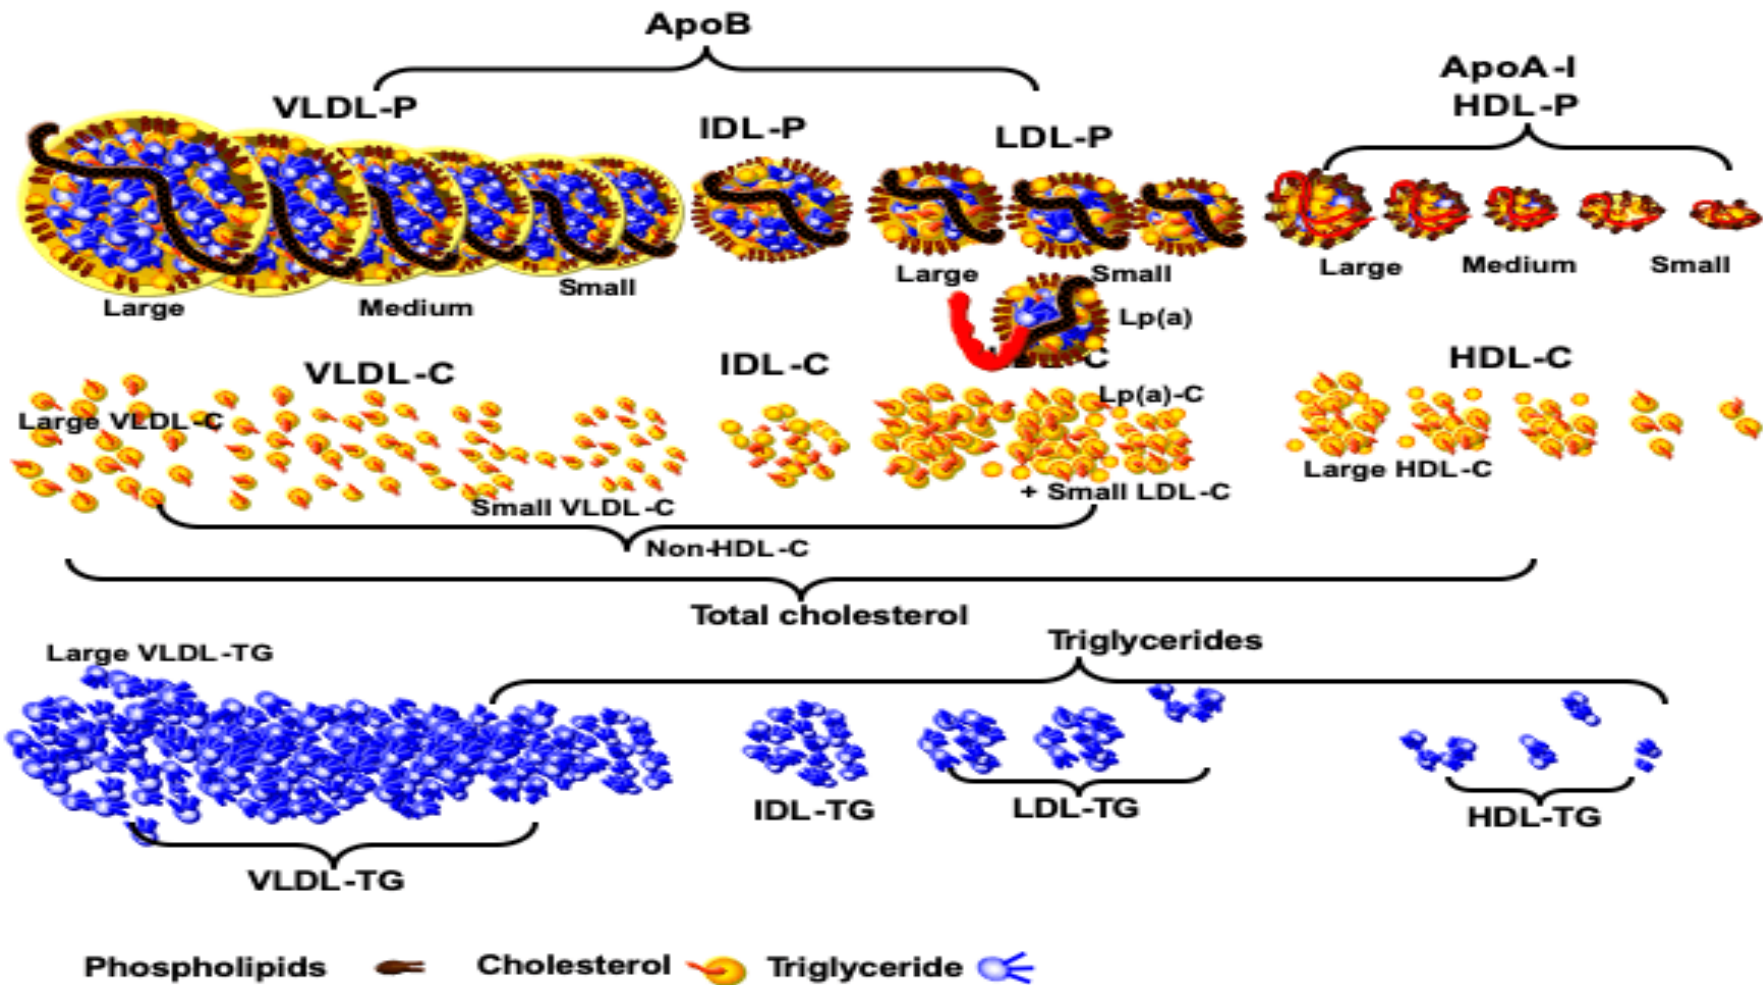 ApoB
ApoA-I
HDL-P
VLDL-P
IDL-P
LDL-P
Large
Medium
Small
Large
Small
Large
Medium
Small
Lp(a)
VLDL-C
IDL-C
HDL-C
Large VLDL-C
Lp(a)-C
Large HDL-C
Small VLDL-C
+ Small LDL-C
Non-HDL-C
Total cholesterol
Triglycerides
Large VLDL-TG
IDL-TG
LDL-TG
HDL-TG
VLDL-TG
Phospholipids
Cholesterol
Triglyceride